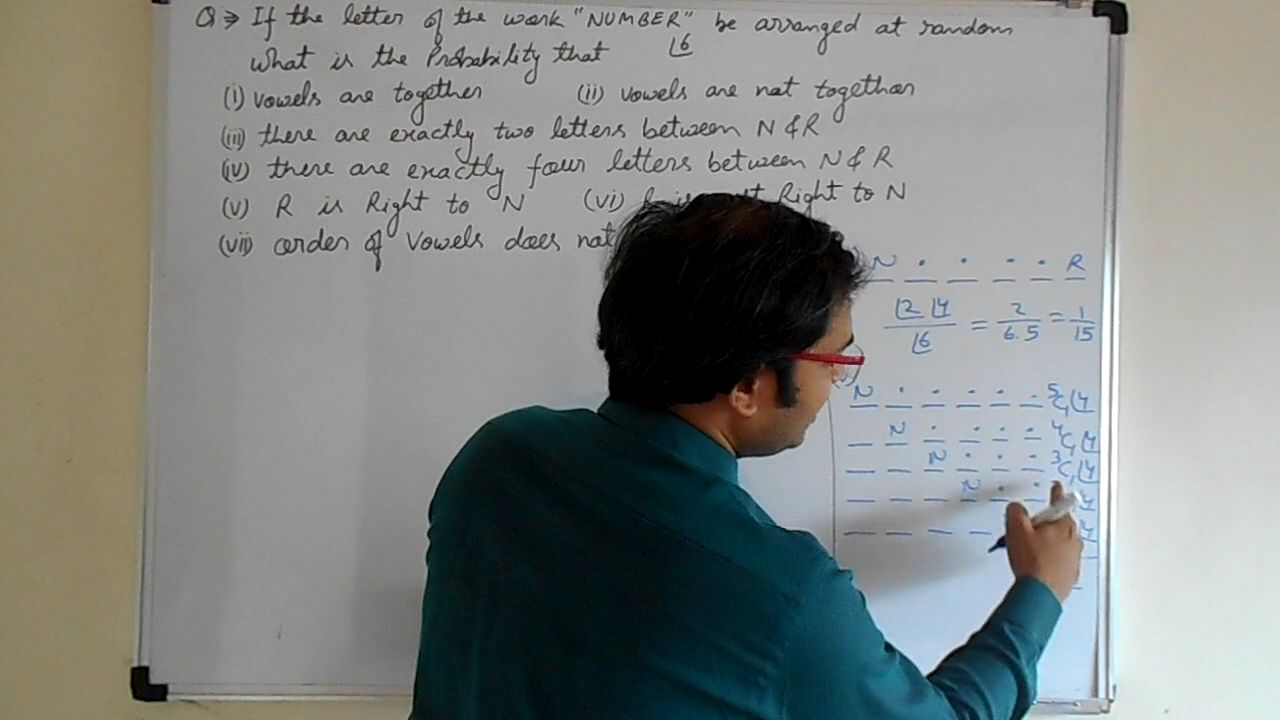 Q ⇒ If the letter of the work "NUMBER" be arranged at random
what is the Probability that ⌊6
(i) vowels are together (ii) vowels are not together
(iii) there are exactly two letters between N & R
(iv) there are exactly four letters between N & R
(v) R is Right to N (vi) Right to N
(vii) order of Vowels does not
N . . . . R
⌊2 ⌊4 / ⌊6 = 2 / 6.5 = 1 / 15
N . . . . . ⁵C₁ ⌊4
_ N . . . . ⁴C₁ ⌊4
_ _ N . . . ³C₁ ⌊4
_ _ _ N . . ⌊4
_ _ _ _ ⌊4